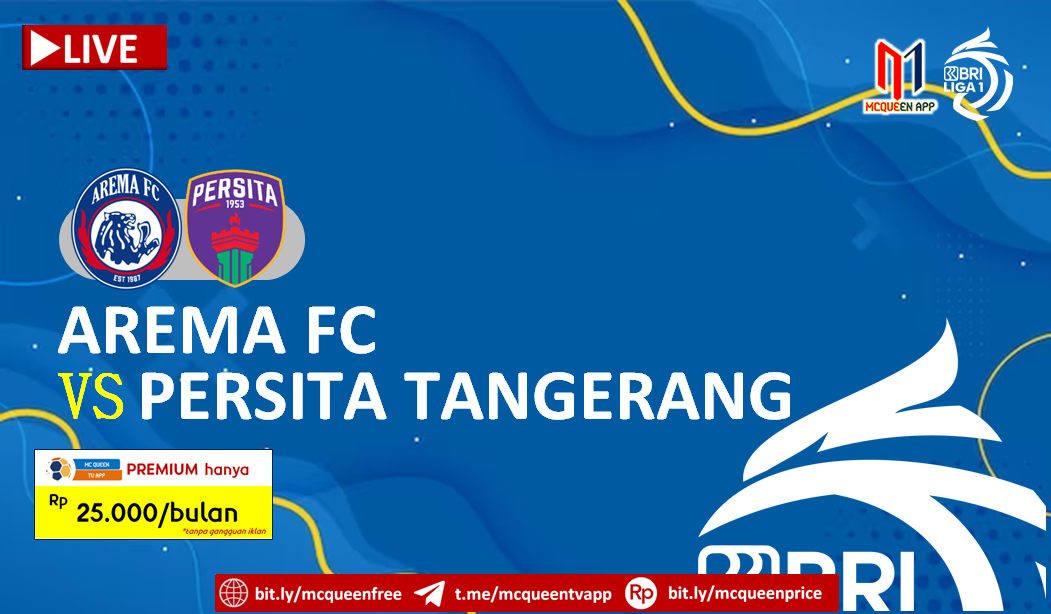 LIVE
M1
MCQUEEN APP
BRI
LIGA 1
AREMA FC
EST 1987
PERSITA
1953
AREMA FC
VS PERSITA TANGERANG
MC QUEEN
TV APP
PREMIUM hanya
Rp 25.000/bulan
*tanpa gangguan iklan
BRI
bit.ly/mcqueenfree t.me/mcqueentvapp Rp bit.ly/mcqueenprice